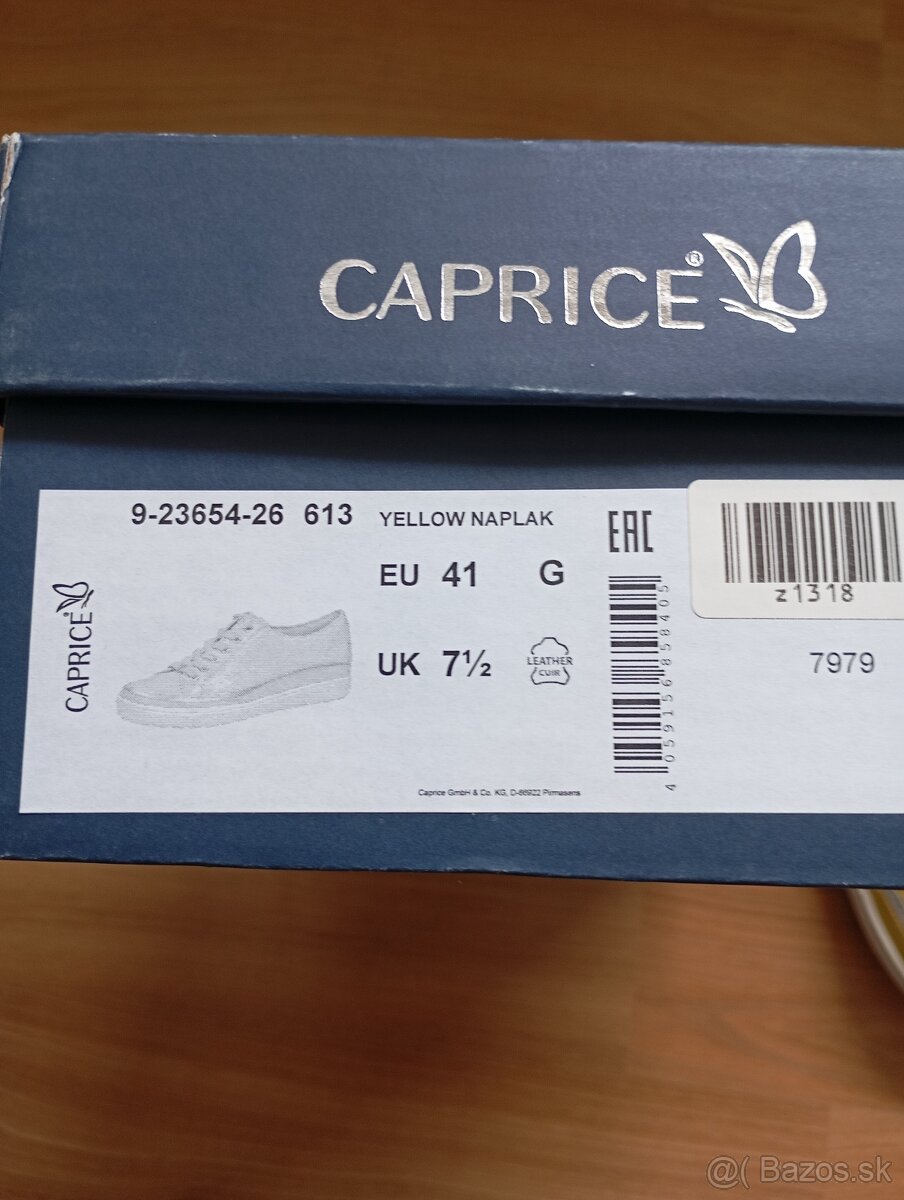 CAPRICE®
9-23654-26 613 YELLOW NAPLAK
EAC
EU 41 G
UK 7½
LEATHER
CUIR
CAPRICE®
4059156858405
z1318
7979
Caprice GmbH & Co. KG, D-66922 Pirmasens
@( Bazos.sk